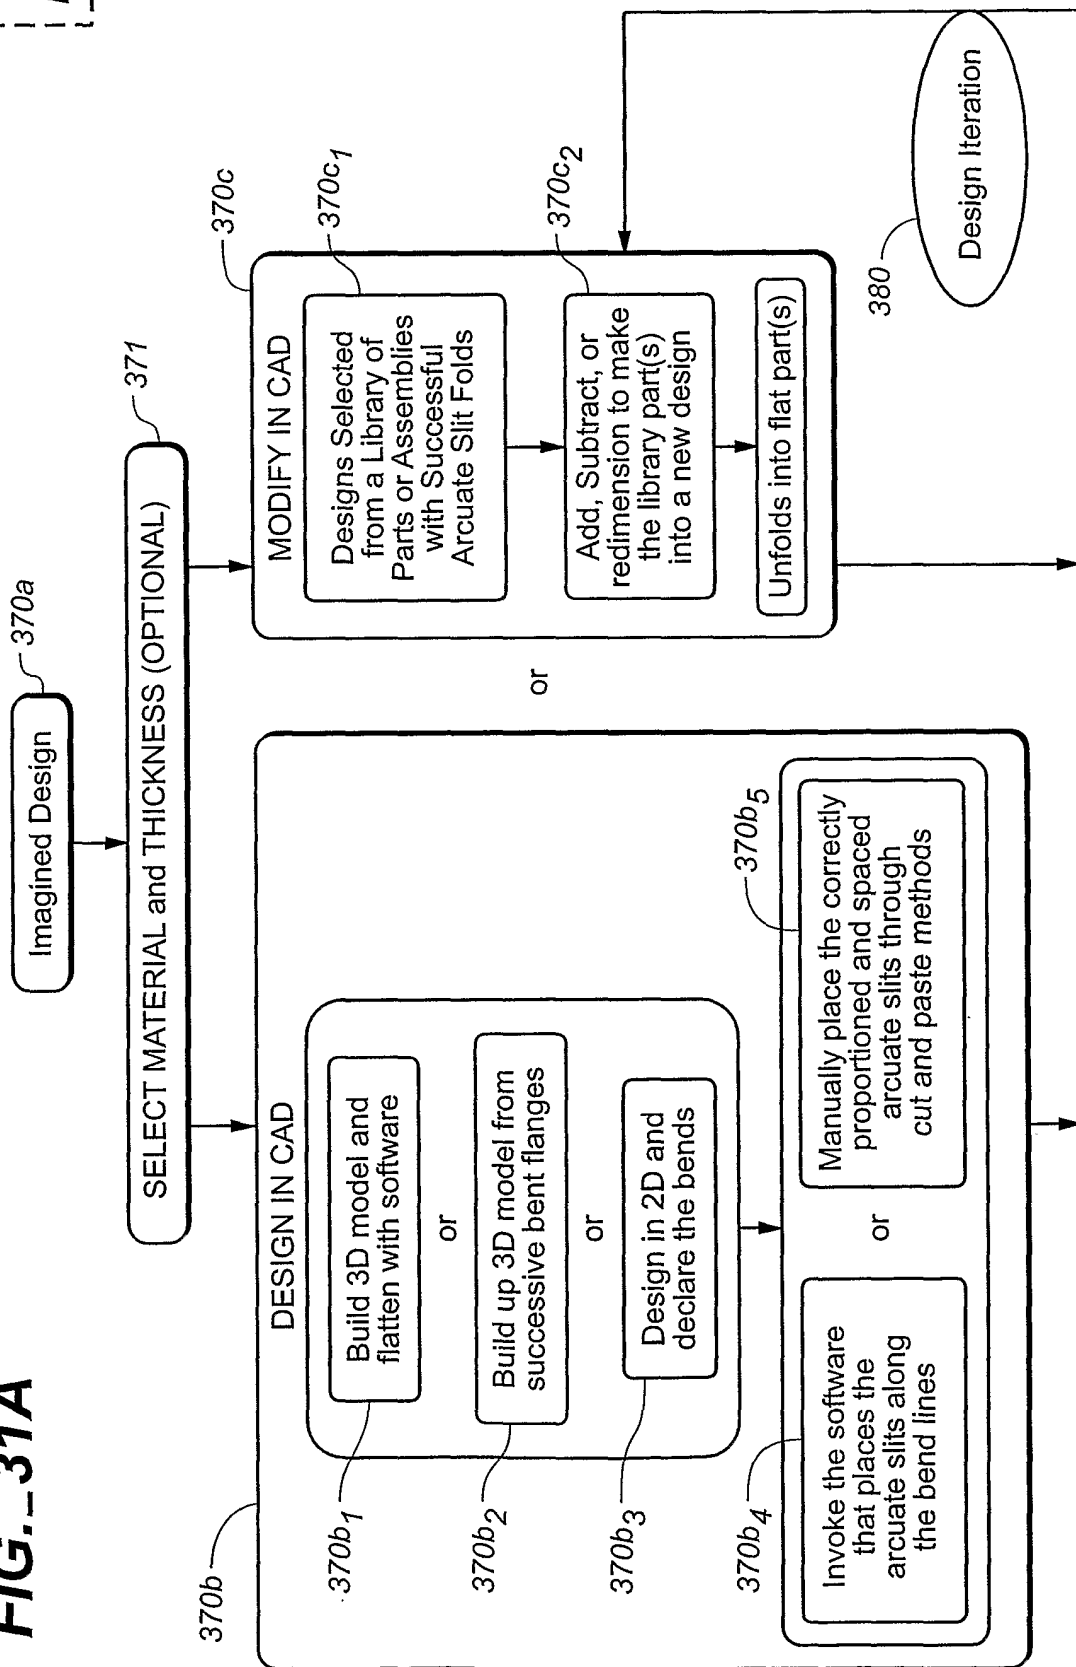 FIG._31A
Imagined Design
370a
SELECT MATERIAL and THICKNESS (OPTIONAL)
371
370b
DESIGN IN CAD
370b1
Build 3D model and
flatten with software
or
370b2
Build up 3D model from
successive bent flanges
or
370b3
Design in 2D and
declare the bends
370b4
Invoke the software
that places the
arcuate slits along
the bend lines
or
370b5
Manually place the correctly
proportioned and spaced
arcuate slits through
cut and paste methods
or
370c
MODIFY IN CAD
370c1
Designs Selected
from a Library of
Parts or Assemblies
with Successful
Arcuate Slit Folds
370c2
Add, Subtract, or
redimension to make
the library part(s)
into a new design
Unfolds into flat part(s)
380
Design Iteration